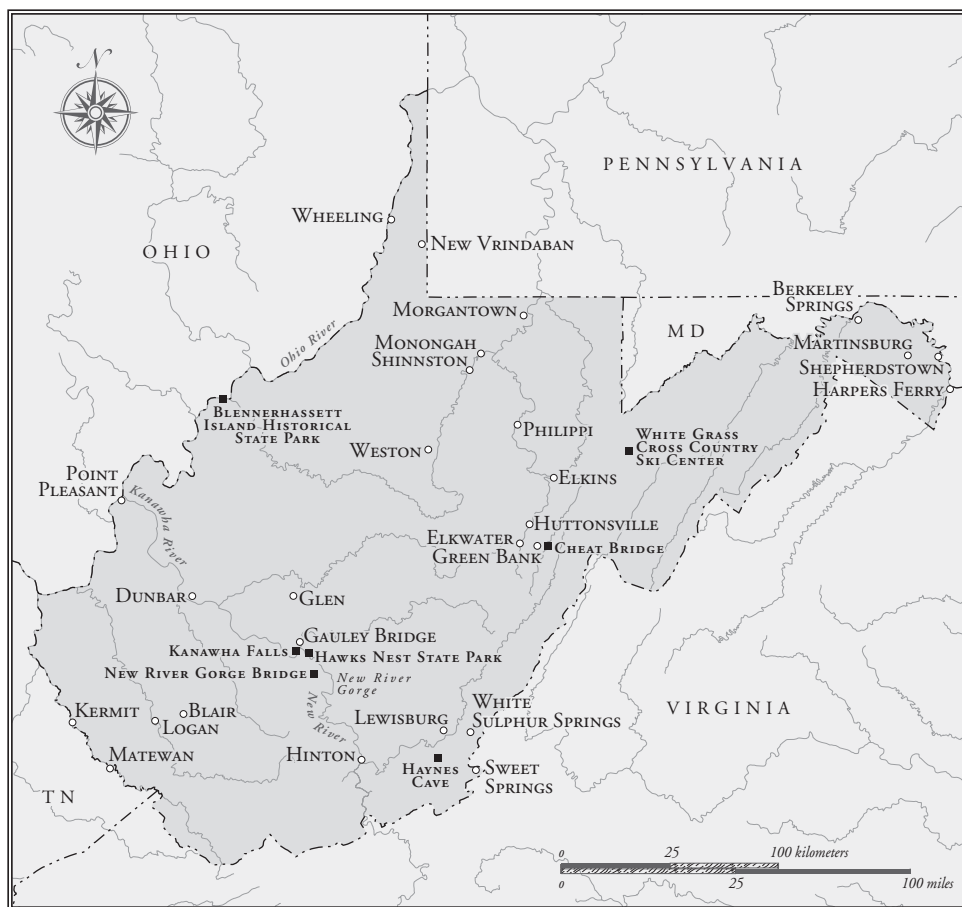 N
PENNSYLVANIA
WHEELING
NEW VRINDABAN
OHIO
BERKELEY
SPRINGS
MORGANTOWN
MD
Ohio River
MONONGAH
SHINNSTON
MARTINSBURG
SHEPHERDSTOWN
HARPERS FERRY
BLENNERHASSETT
ISLAND HISTORICAL
STATE PARK
PHILIPPI
WHITE GRASS
CROSS COUNTRY
SKI CENTER
WESTON
POINT
PLEASANT
ELKINS
Kanawha River
HUTTONSVILLE
ELKWATER
GREEN BANK
CHEAT BRIDGE
DUNBAR
GLEN
GAULEY BRIDGE
KANAWHA FALLS
HAWKS NEST STATE PARK
NEW RIVER GORGE BRIDGE
New River
Gorge
New River
KERMIT
BLAIR
LOGAN
LEWISBURG
WHITE
SULPHUR SPRINGS
VIRGINIA
MATEWAN
HINTON
HAYNES
CAVE
SWEET
SPRINGS
TN
0 25 100 kilometers
0 25 100 miles